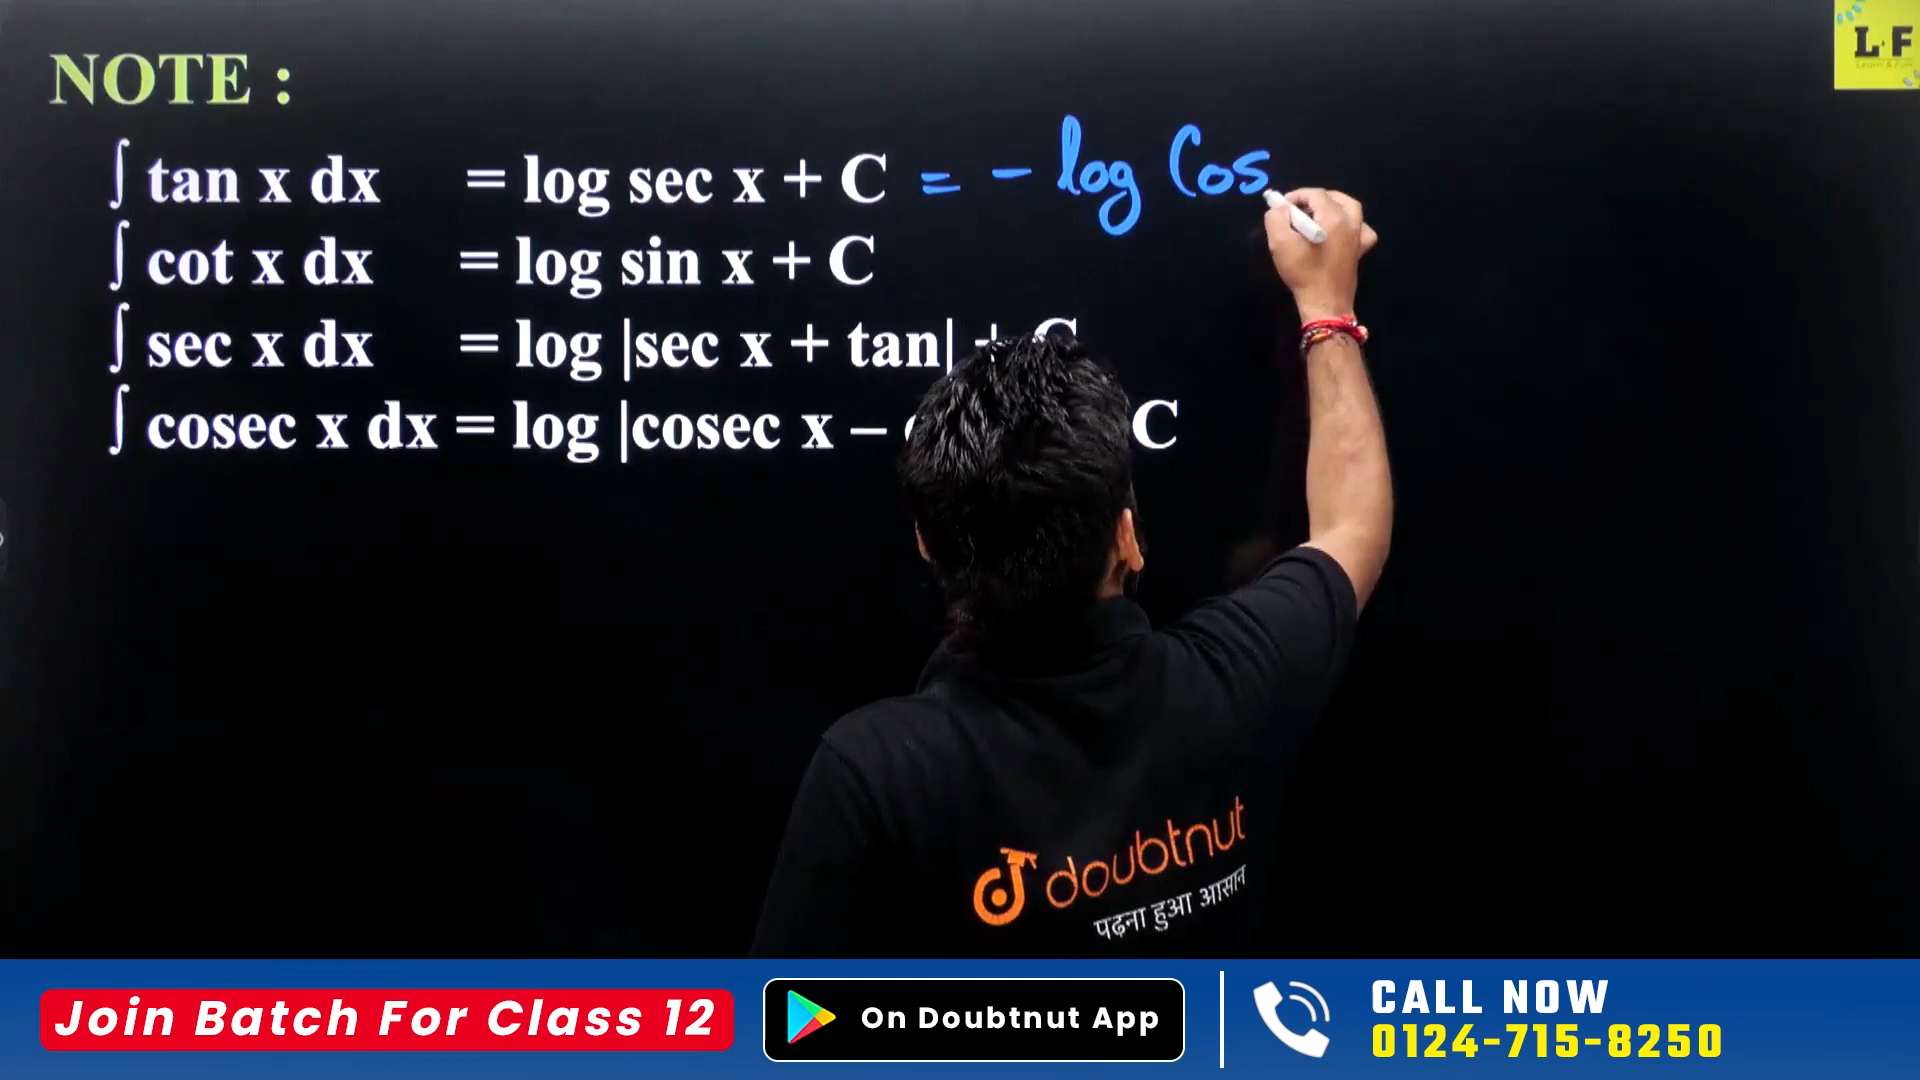 NOTE :
L·F
∫ tan x dx = log sec x + C = - log Cos
∫ cot x dx = log sin x + C
∫ sec x dx = log |sec x + tan| + C
∫ cosec x dx = log |cosec x – C
doubtnut
पढ़ना हुआ आसान
Join Batch For Class 12
On Doubtnut App
CALL NOW
0124-715-8250